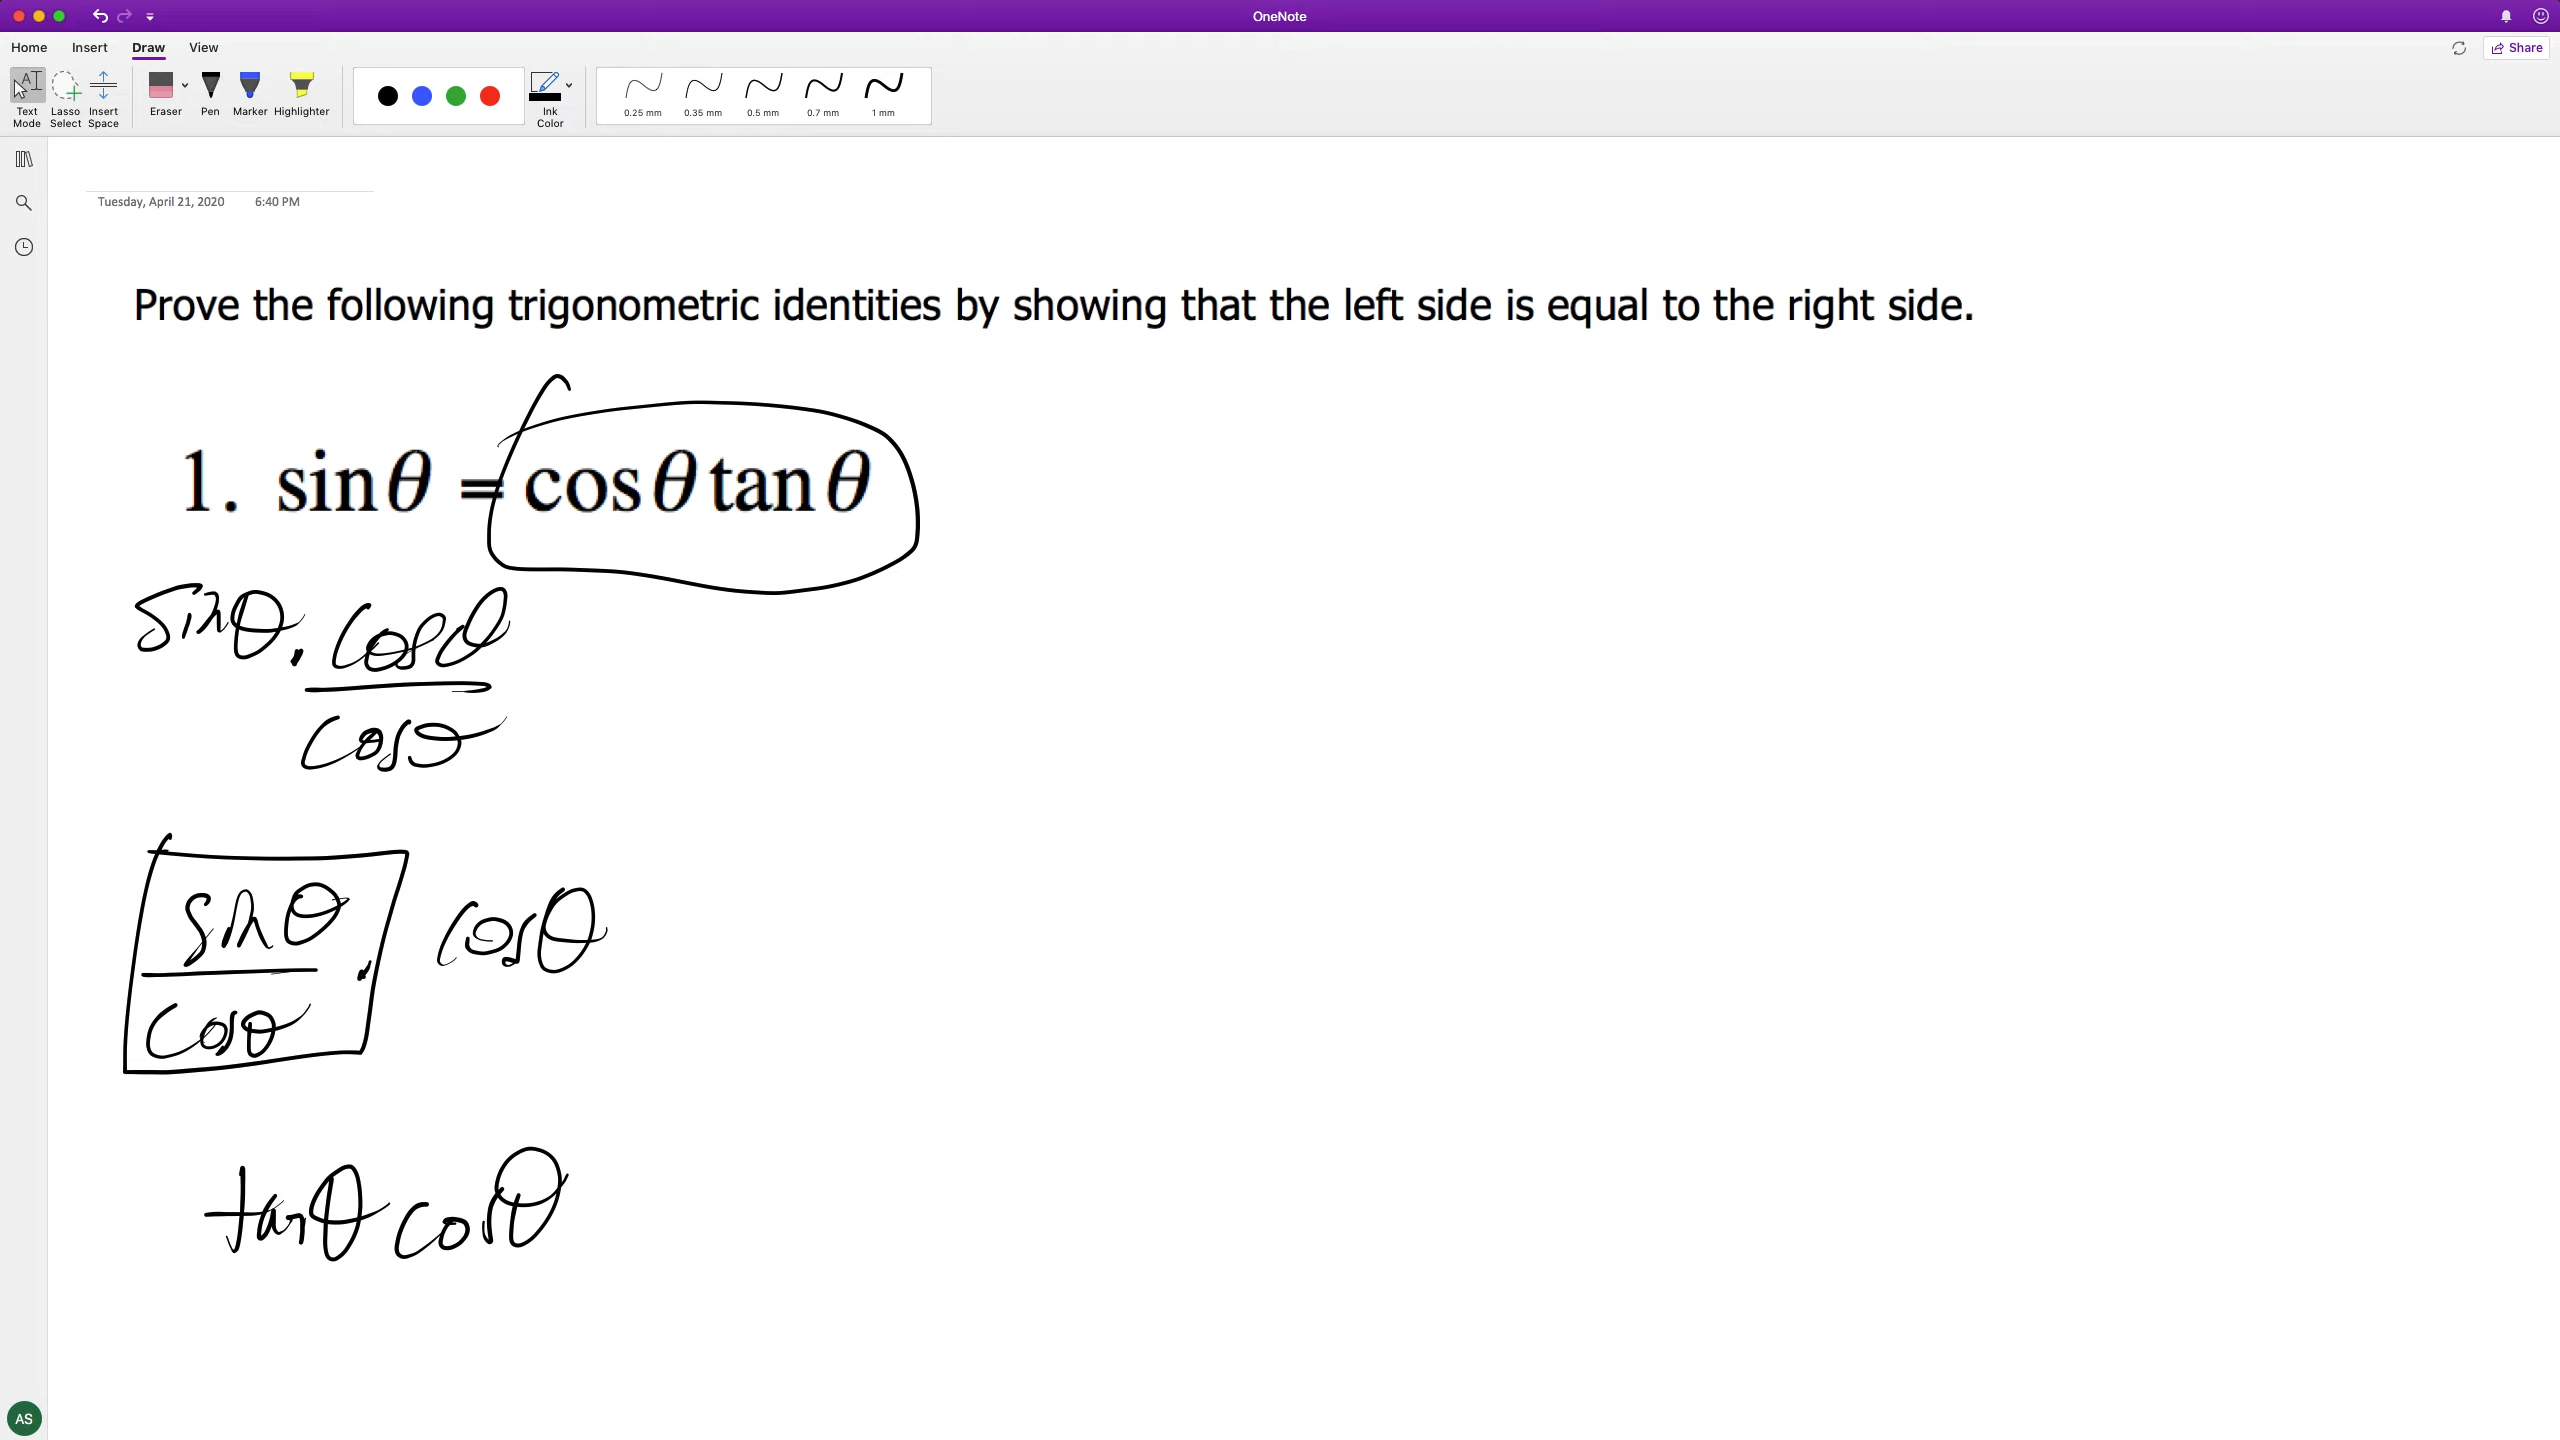 OneNote
Home Insert Draw View Share
Text Mode Lasso Select Insert Space Eraser Pen Marker Highlighter Ink Color 0.25 mm 0.35 mm 0.5 mm 0.7 mm 1 mm
Tuesday, April 21, 2020 6:40 PM
Prove the following trigonometric identities by showing that the left side is equal to the right side.
1. sinθ = cosθ tanθ
sinθ . cosθ
cosθ
sinθ . cosθ
cosθ
tanθ cosθ
AS